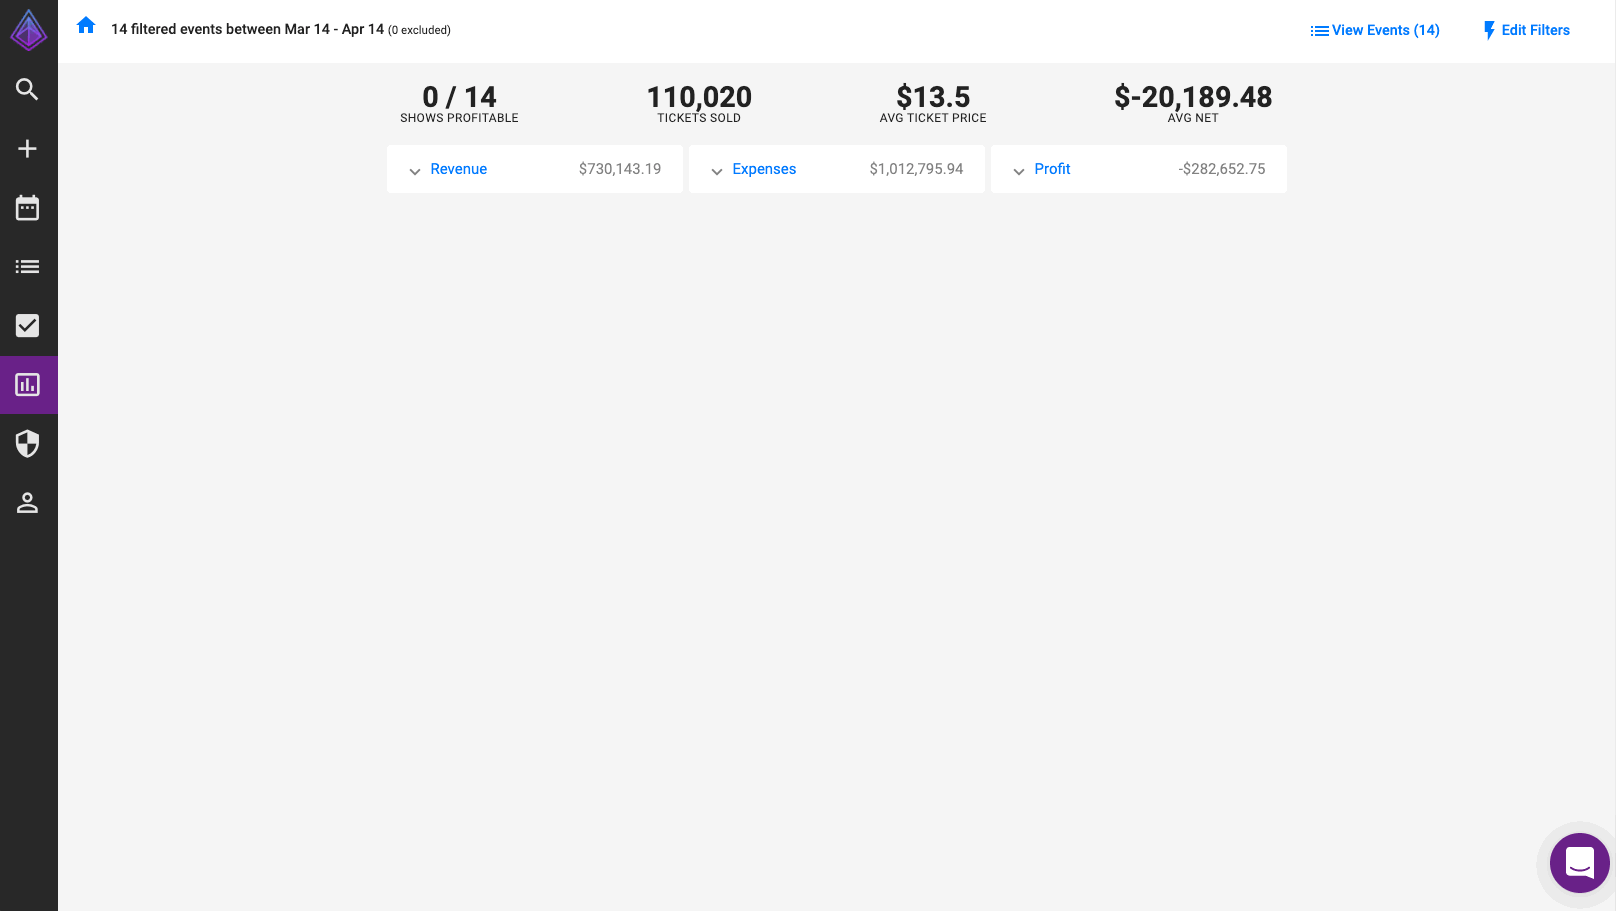 14 filtered events between Mar 14 - Apr 14 (0 excluded)
View Events (14)
Edit Filters
0 / 14
SHOWS PROFITABLE
110,020
TICKETS SOLD
$13.5
AVG TICKET PRICE
$-20,189.48
AVG NET
Revenue $730,143.19
Expenses $1,012,795.94
Profit -$282,652.75